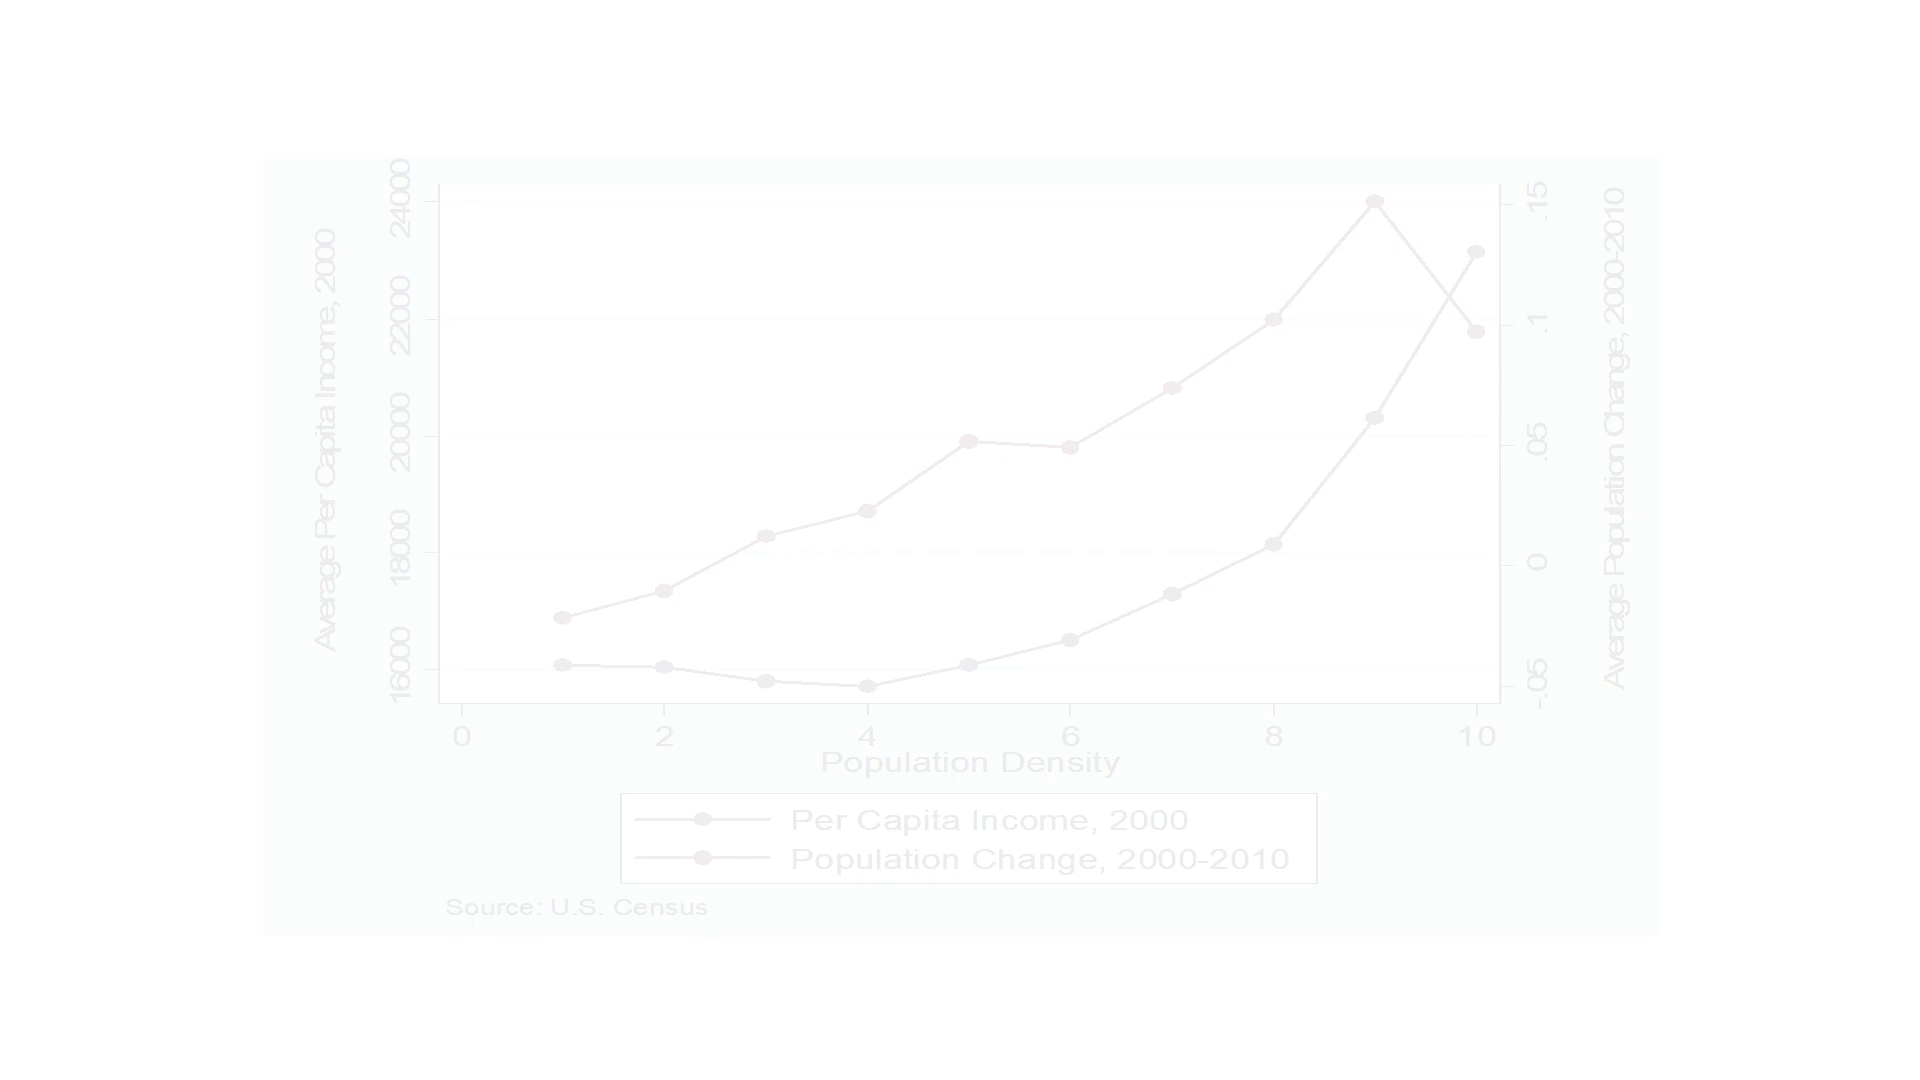 Average Per Capita Income, 2000
24000
22000
20000
18000
16000
.15
.1
.05
0
-.05
Average Population Change, 2000-2010
0 2 4 6 8 10
Population Density
Per Capita Income, 2000
Population Change, 2000-2010
Source: U.S. Census